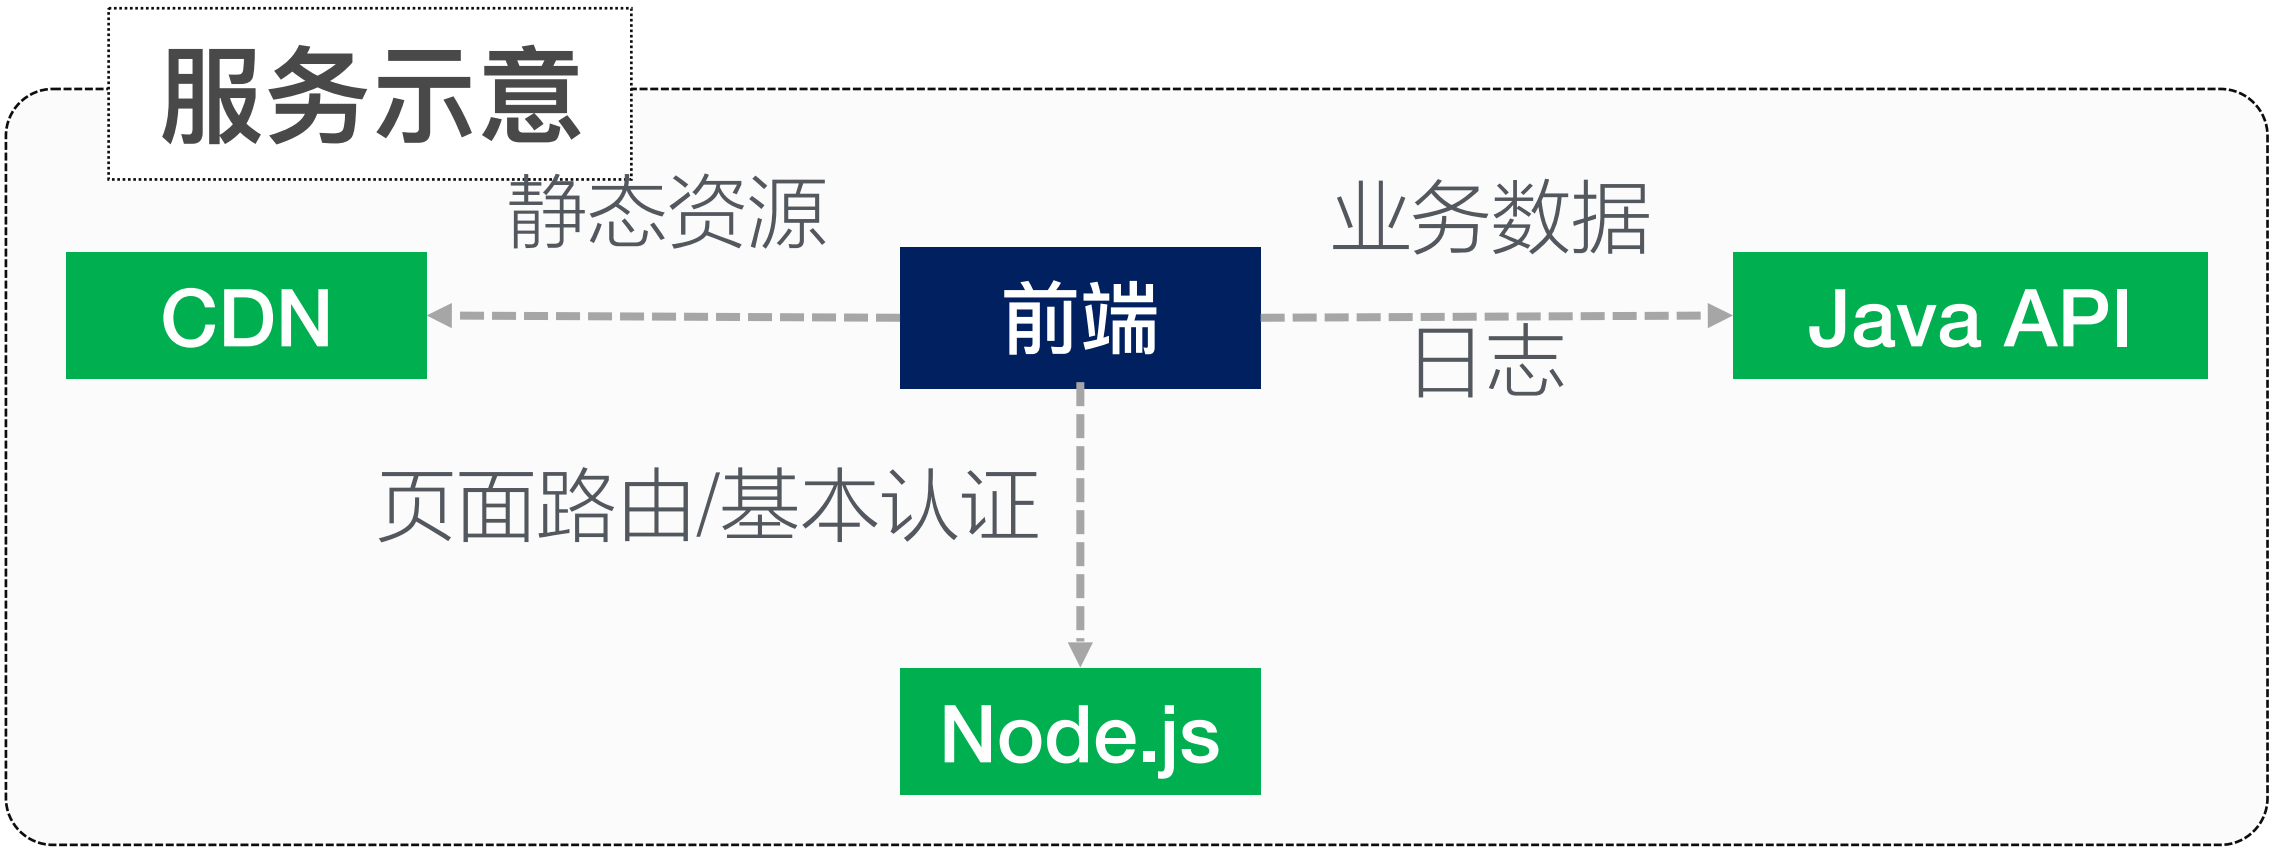 服务示意
静态资源
业务数据
CDN
前端
Java API
日志
页面路由/基本认证
Node.js